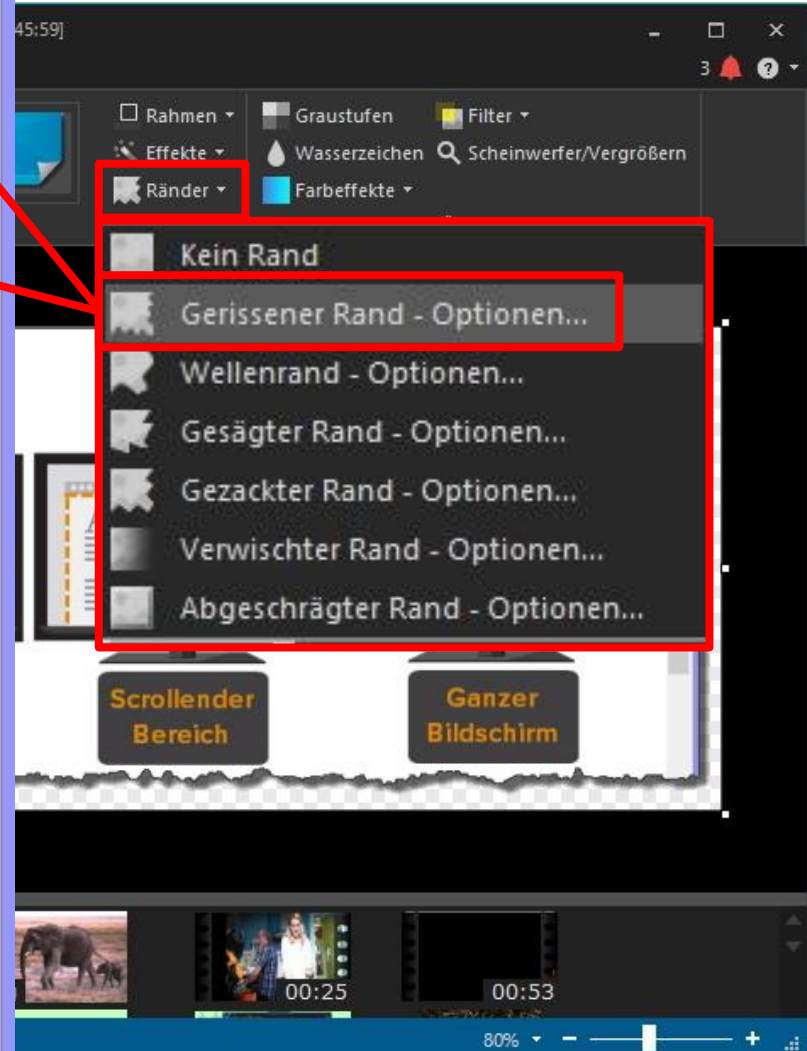 45:59]
3
Rahmen
Graustufen
Filter
Effekte
Wasserzeichen
Scheinwerfer/Vergrößern
Ränder
Farbeffekte
Kein Rand
Gerissener Rand - Optionen...
Wellenrand - Optionen...
Gesägter Rand - Optionen...
Gezackter Rand - Optionen...
Verwischter Rand - Optionen...
Abgeschrägter Rand - Optionen...
Scrollender
Bereich
Ganzer
Bildschirm
00:25
00:53
80%